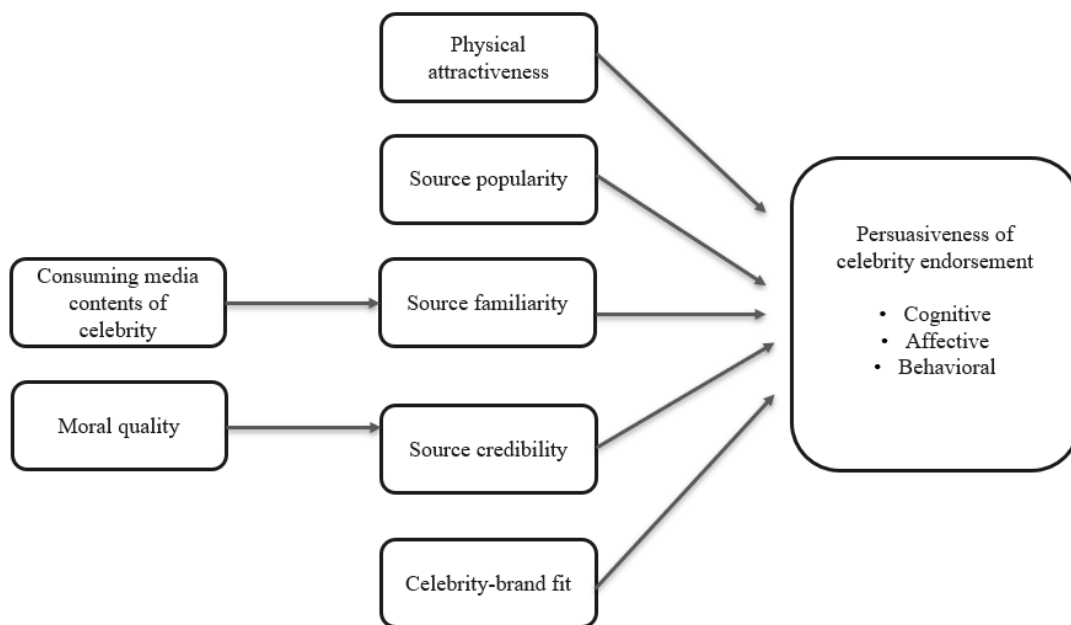 Physical
attractiveness
Source popularity
Consuming media
contents of
celebrity
Source familiarity
Moral quality
Source credibility
Celebrity-brand fit
Persuasiveness of
celebrity endorsement
• Cognitive
• Affective
• Behavioral